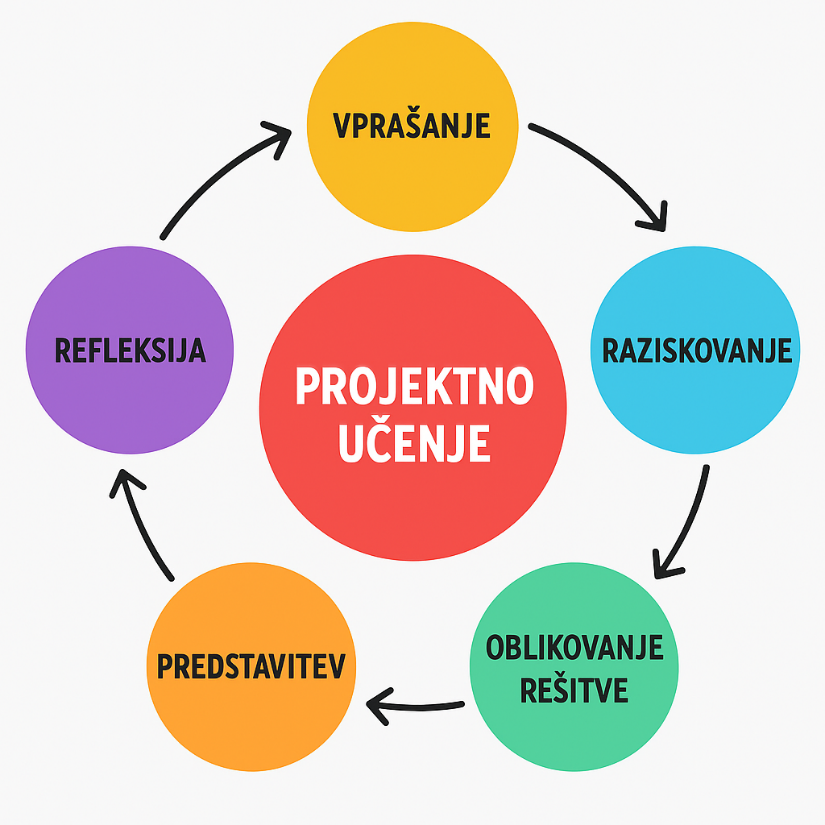 VPRAŠANJE
RAZISKOVANJE
OBLIKOVANJE
REŠITVE
PREDSTAVITEV
REFLEKSIJA
PROJEKTNO
UČENJE